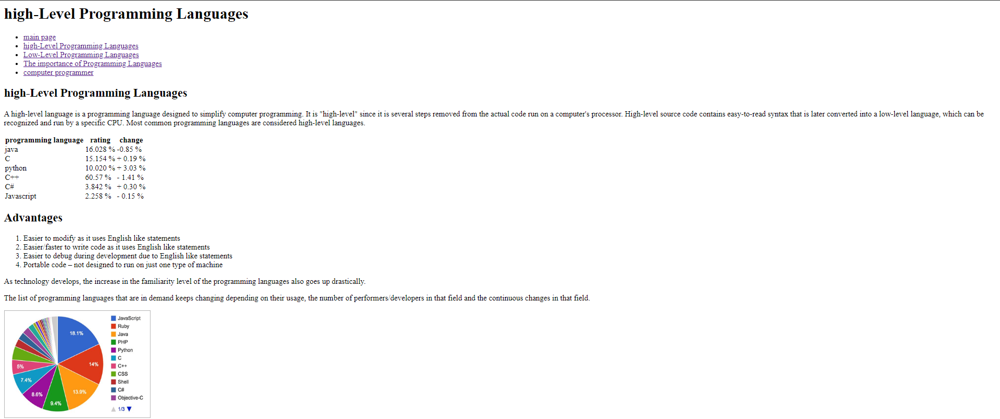 high-Level Programming Languages
main page
high-Level Programming Languages
Low-Level Programming Languages
The importance of Programming Languages
computer programmer
high-Level Programming Languages
A high-level language is a programming language designed to simplify computer programming. It is "high-level" since it is several steps removed from the actual code run on a computer's processor. High-level source code contains easy-to-read syntax that is later converted into a low-level language, which can be
recognized and run by a specific CPU. Most common programming languages are considered high-level languages.
programming language rating change
java 16.028 % -0.85 %
C 15.154 % + 0.19 %
python 10.020 % + 3.03 %
C++ 60.57 % - 1.41 %
C# 3.842 % + 0.30 %
Javascript 2.258 % - 0.15 %
Advantages
1. Easier to modify as it uses English like statements
2. Easier/faster to write code as it uses English like statements
3. Easier to debug during development due to English like statements
4. Portable code – not designed to run on just one type of machine
As technology develops, the increase in the familiarity level of the programming languages also goes up drastically.
The list of programming languages that are in demand keeps changing depending on their usage, the number of performers/developers in that field and the continuous changes in that field.
18.1%
14%
13.9%
9.4%
8.6%
7.4%
5%
JavaScript
Ruby
Java
PHP
Python
C
C++
CSS
Shell
C#
Objective-C
1/3